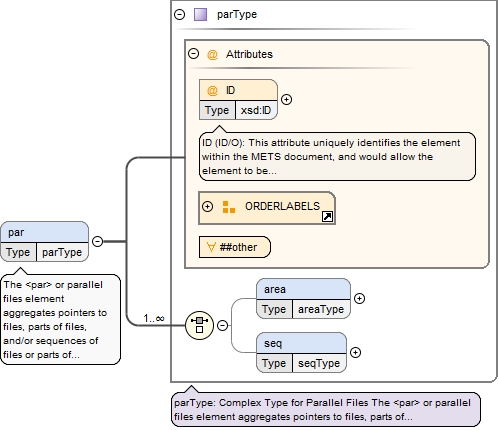 parType
@ Attributes
@ ID
Type xsd:ID
ID (ID/O): This attribute uniquely identifies the element
within the METS document, and would allow the
element to be...
ORDERLABELS
##other
par
Type parType
The <par> or parallel
files element
aggregates pointers to
files, parts of files,
and/or sequences of
files or parts of...
1..∞
area
Type areaType
seq
Type seqType
parType: Complex Type for Parallel Files The <par> or parallel
files element aggregates pointers to files, parts of...